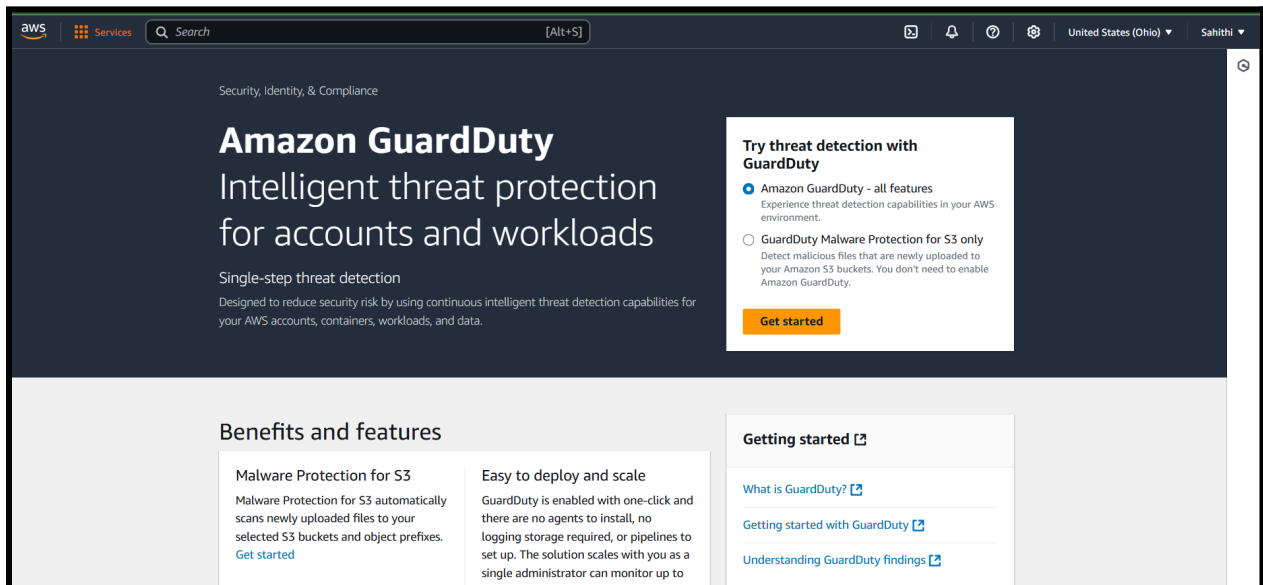 aws
Services
Search
[Alt+S]
United States (Ohio)
Sahithi
Security, Identity, & Compliance
Amazon GuardDuty
Intelligent threat protection
for accounts and workloads
Single-step threat detection
Designed to reduce security risk by using continuous intelligent threat detection capabilities for
your AWS accounts, containers, workloads, and data.
Try threat detection with
GuardDuty
Amazon GuardDuty - all features
Experience threat detection capabilities in your AWS
environment.
GuardDuty Malware Protection for S3 only
Detect malicious files that are newly uploaded to
your Amazon S3 buckets. You don't need to enable
Amazon GuardDuty.
Get started
Benefits and features
Malware Protection for S3
Malware Protection for S3 automatically
scans newly uploaded files to your
selected S3 buckets and object prefixes.
Get started
Easy to deploy and scale
GuardDuty is enabled with one-click and
there are no agents to install, no
logging storage required, or pipelines to
set up. The solution scales with you as a
single administrator can monitor up to
Getting started
What is GuardDuty?
Getting started with GuardDuty
Understanding GuardDuty findings